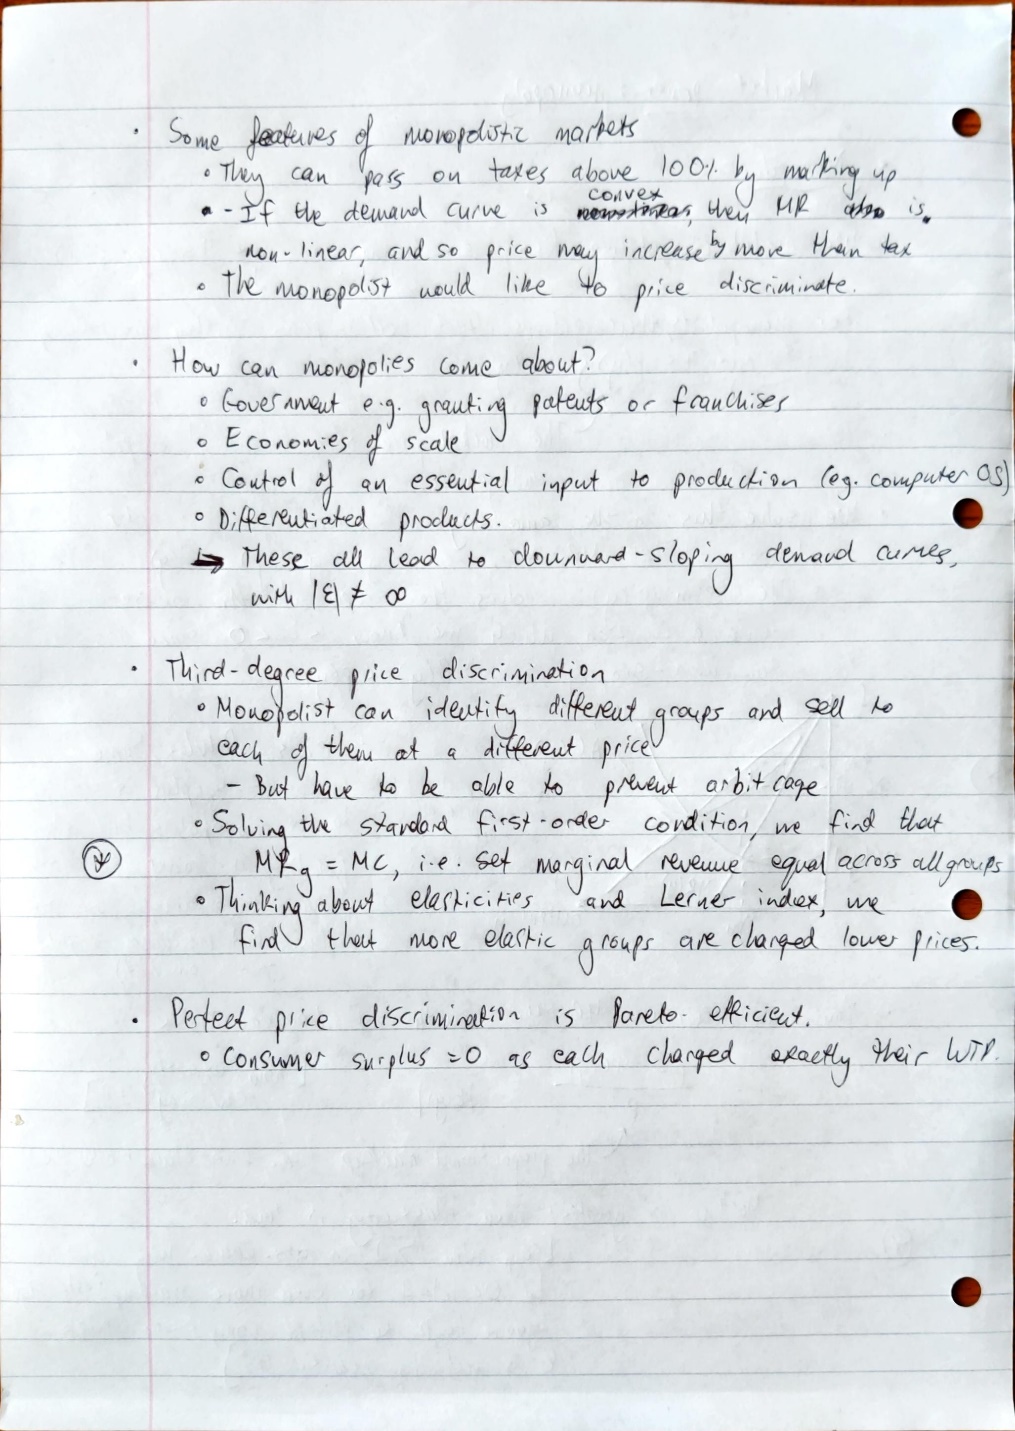 • Some features of monopolistic markets
• They can pass on taxes above 100% by marking up
- If the demand curve is convex, then MR is
non-linear, and so price may increase by more than tax
• The monopolist would like to price discriminate.
• How can monopolies come about?
• Government e.g. granting patents or franchises
• Economies of scale
• Control of an essential input to production (eg. computer OS)
• Differentiated products.
↳ These all lead to downward-sloping demand curves,
with |ε| ≠ ∞
• Third-degree price discrimination
• Monopolist can identify different groups and sell to
each of them at a different price
- But have to be able to prevent arbitrage
• Solving the standard first-order condition, we find that
MRg = MC, i.e. set marginal revenue equal across all groups
• Thinking about elasticities and Lerner index, we
find that more elastic groups are charged lower prices.
• Perfect price discrimination is Pareto-efficient.
• Consumer surplus = 0 as each charged exactly their WTP.